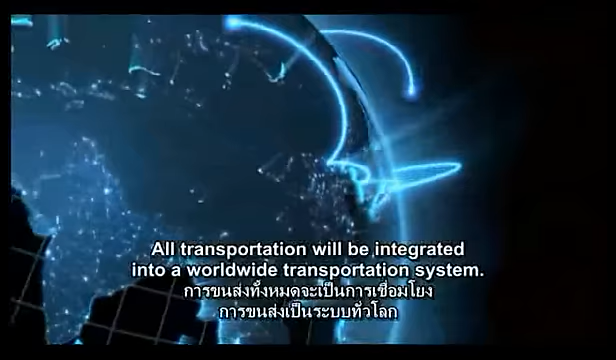 All transportation will be integrated
into a worldwide transportation system.
การขนส่งทั้งหมดจะเป็นการเชื่อมโยง
การขนส่งเป็นระบบทั่วโลก